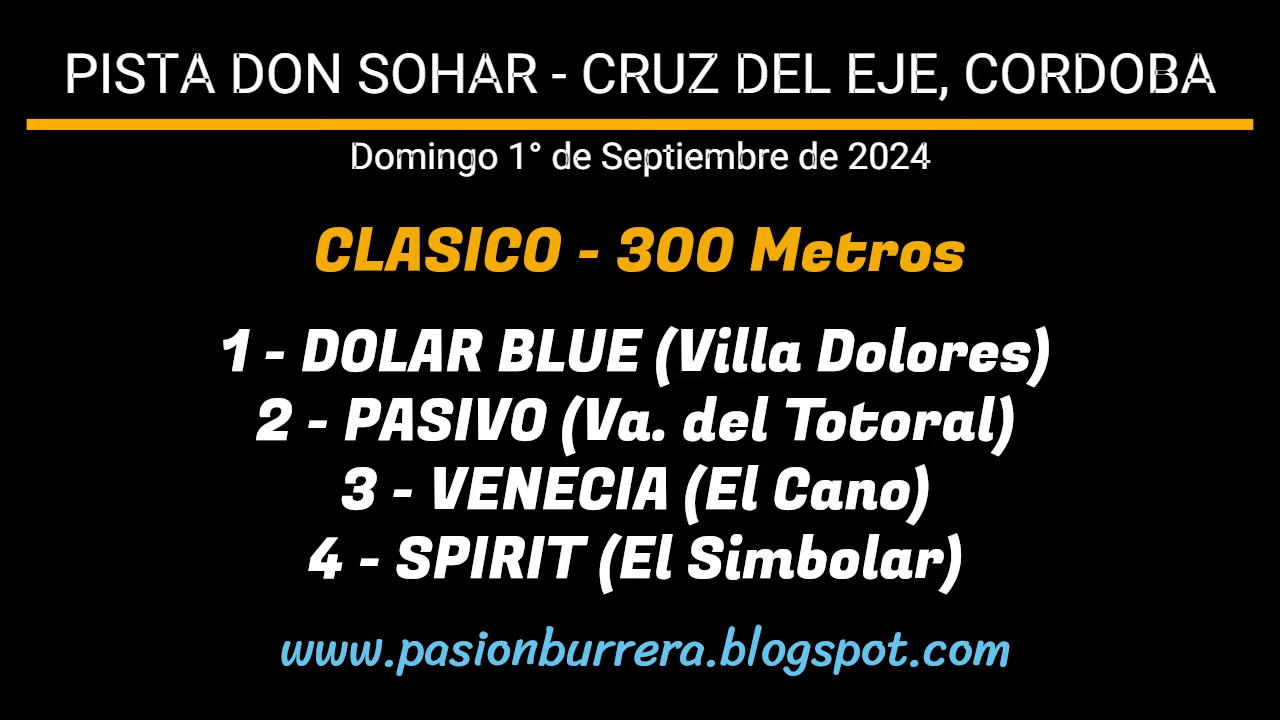 PISTA DON SOHAR - CRUZ DEL EJE, CORDOBA
Domingo 1° de Septiembre de 2024
CLASICO - 300 Metros
1 - DOLAR BLUE (Villa Dolores)
2 - PASIVO (Va. del Totoral)
3 - VENECIA (El Cano)
4 - SPIRIT (El Simbolar)
www.pasionburrera.blogspot.com